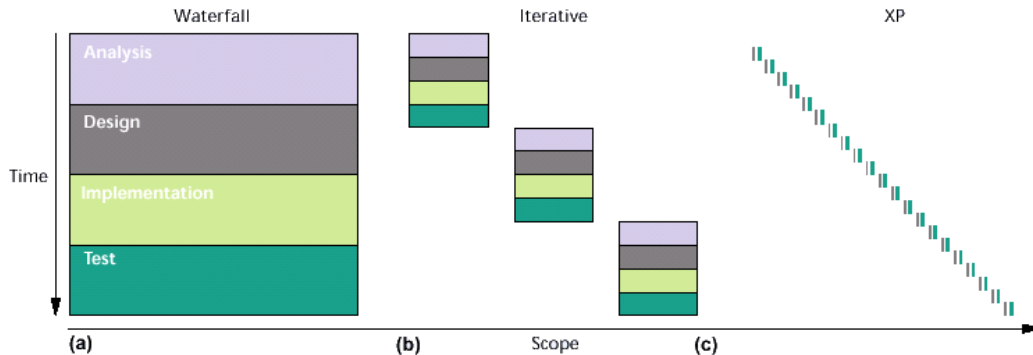 Waterfall
Iterative
XP
Analysis
Design
Time
Implementation
Test
(a)
(b)
Scope
(c)